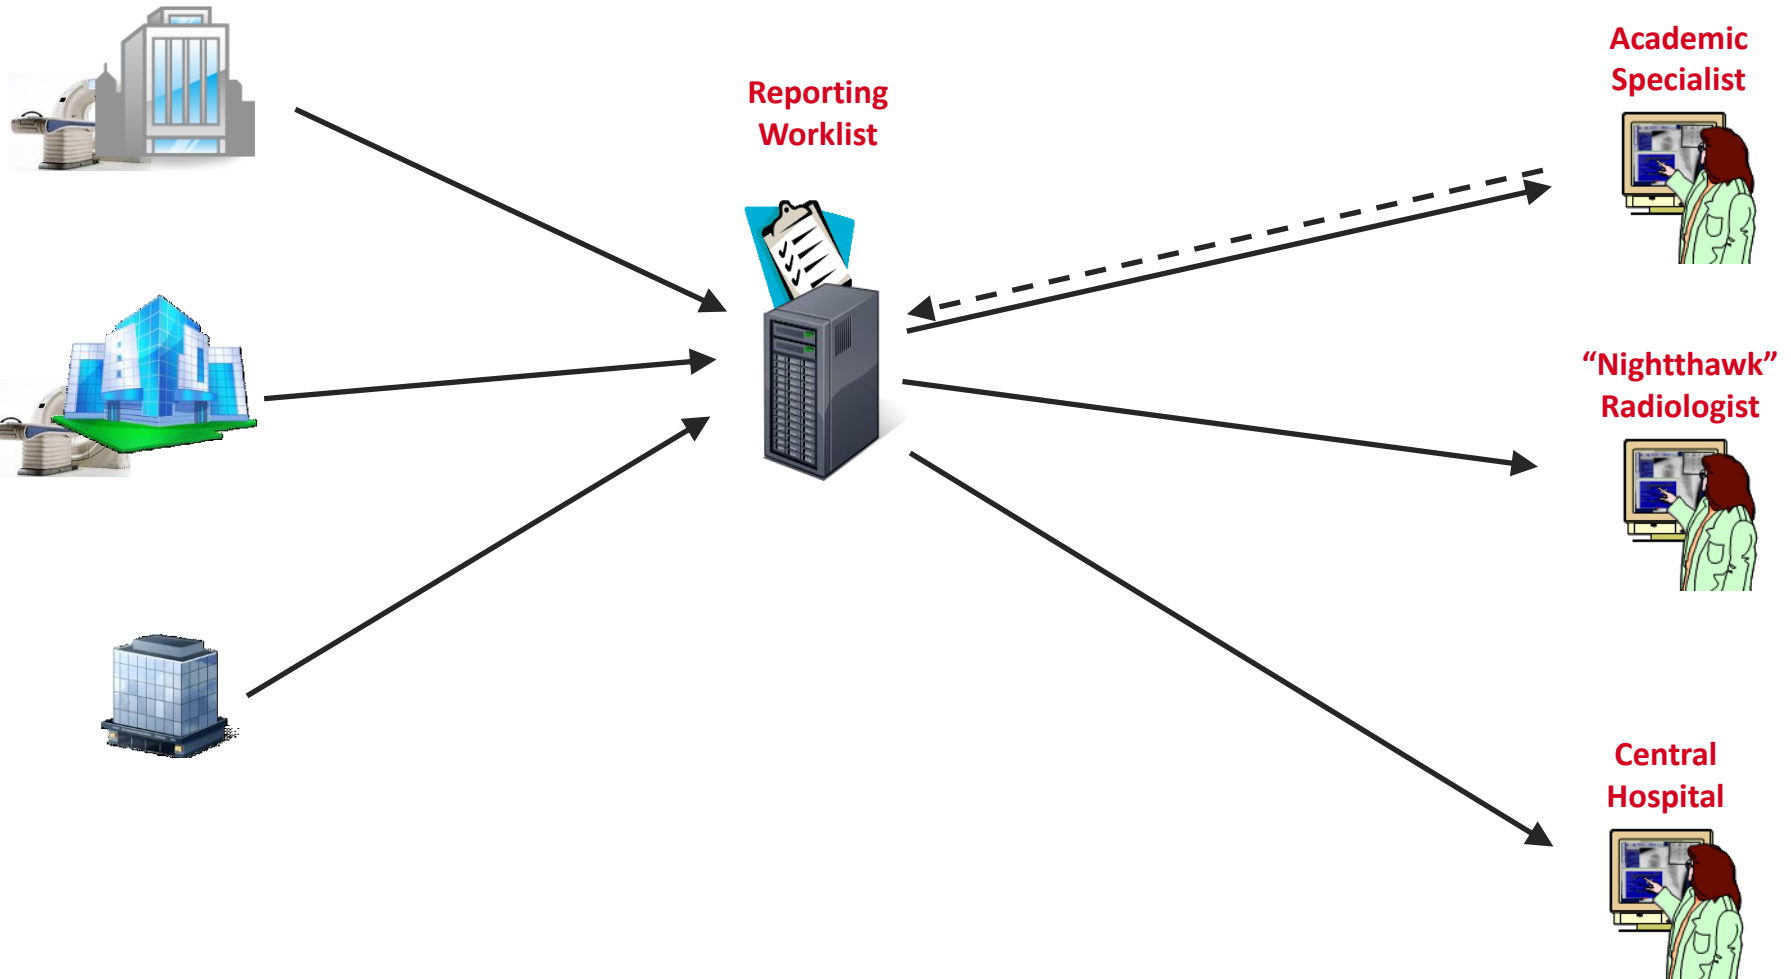 Reporting
Worklist
Academic
Specialist
“Nightthawk”
Radiologist
Central
Hospital